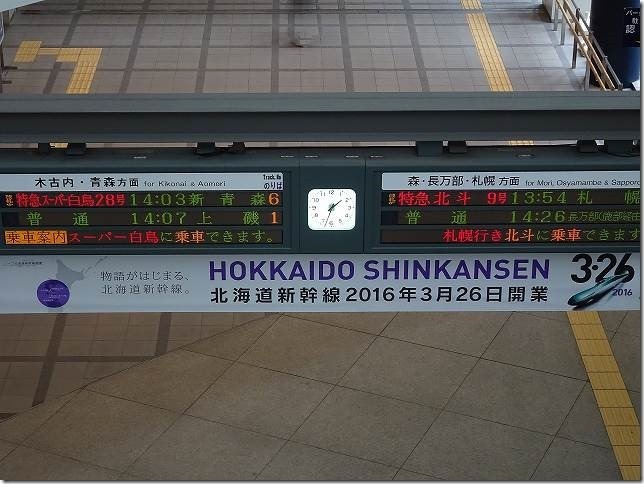 木古内・青森方面 for Kikonai & Aomori
Track.No
のりば
特急スーパー白鳥28号 14:03 新青森 6
普通 14:07 上磯 1
乗車案内 スーパー白鳥に乗車できます。
森・長万部・札幌方面 for Mori, Osyamambe & Sappo
特急 北斗 9号 13:54 札幌
普通 14:26 長万部(砂原経由
札幌行き北斗に乗車できます
物語がはじまる、
北海道新幹線。
HOKKAIDO SHINKANSEN
北海道新幹線 2016年3月26日開業
3・26
2016